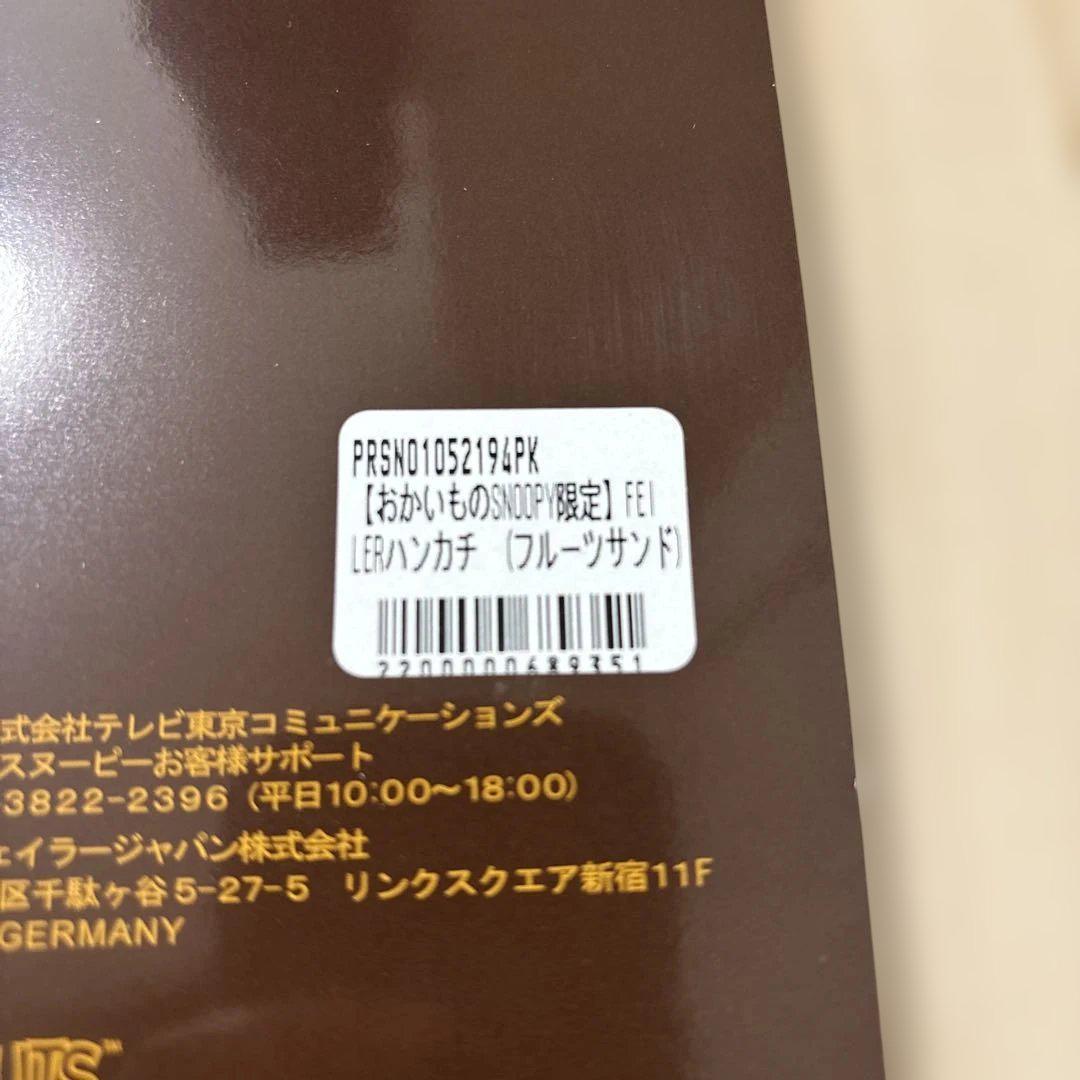 PRSN01052194PK
【おかいものSNOOPY限定】FEI
LERハンカチ (フルーツサンド)
2200000689351
式会社テレビ東京コミュニケーションズ
スヌーピーお客様サポート
3822-2396 (平日10:00〜18:00)
ェイラージャパン株式会社
区千駄ヶ谷5-27-5 リンクスクエア新宿11F
GERMANY